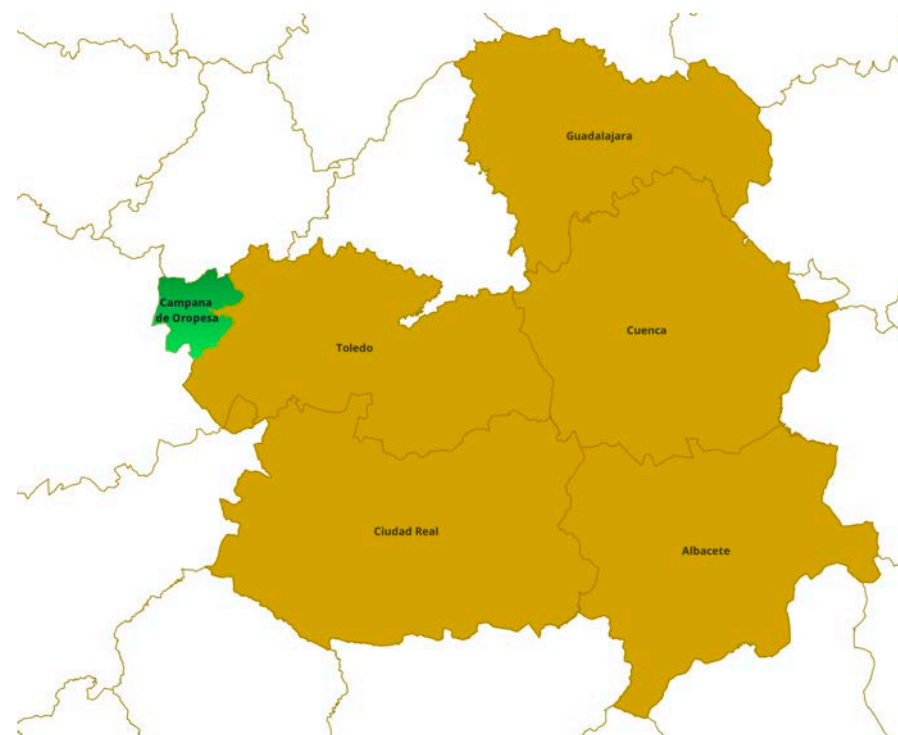 Guadalajara
Campana
de Oropesa
Cuenca
Toledo
Ciudad Real
Albacete